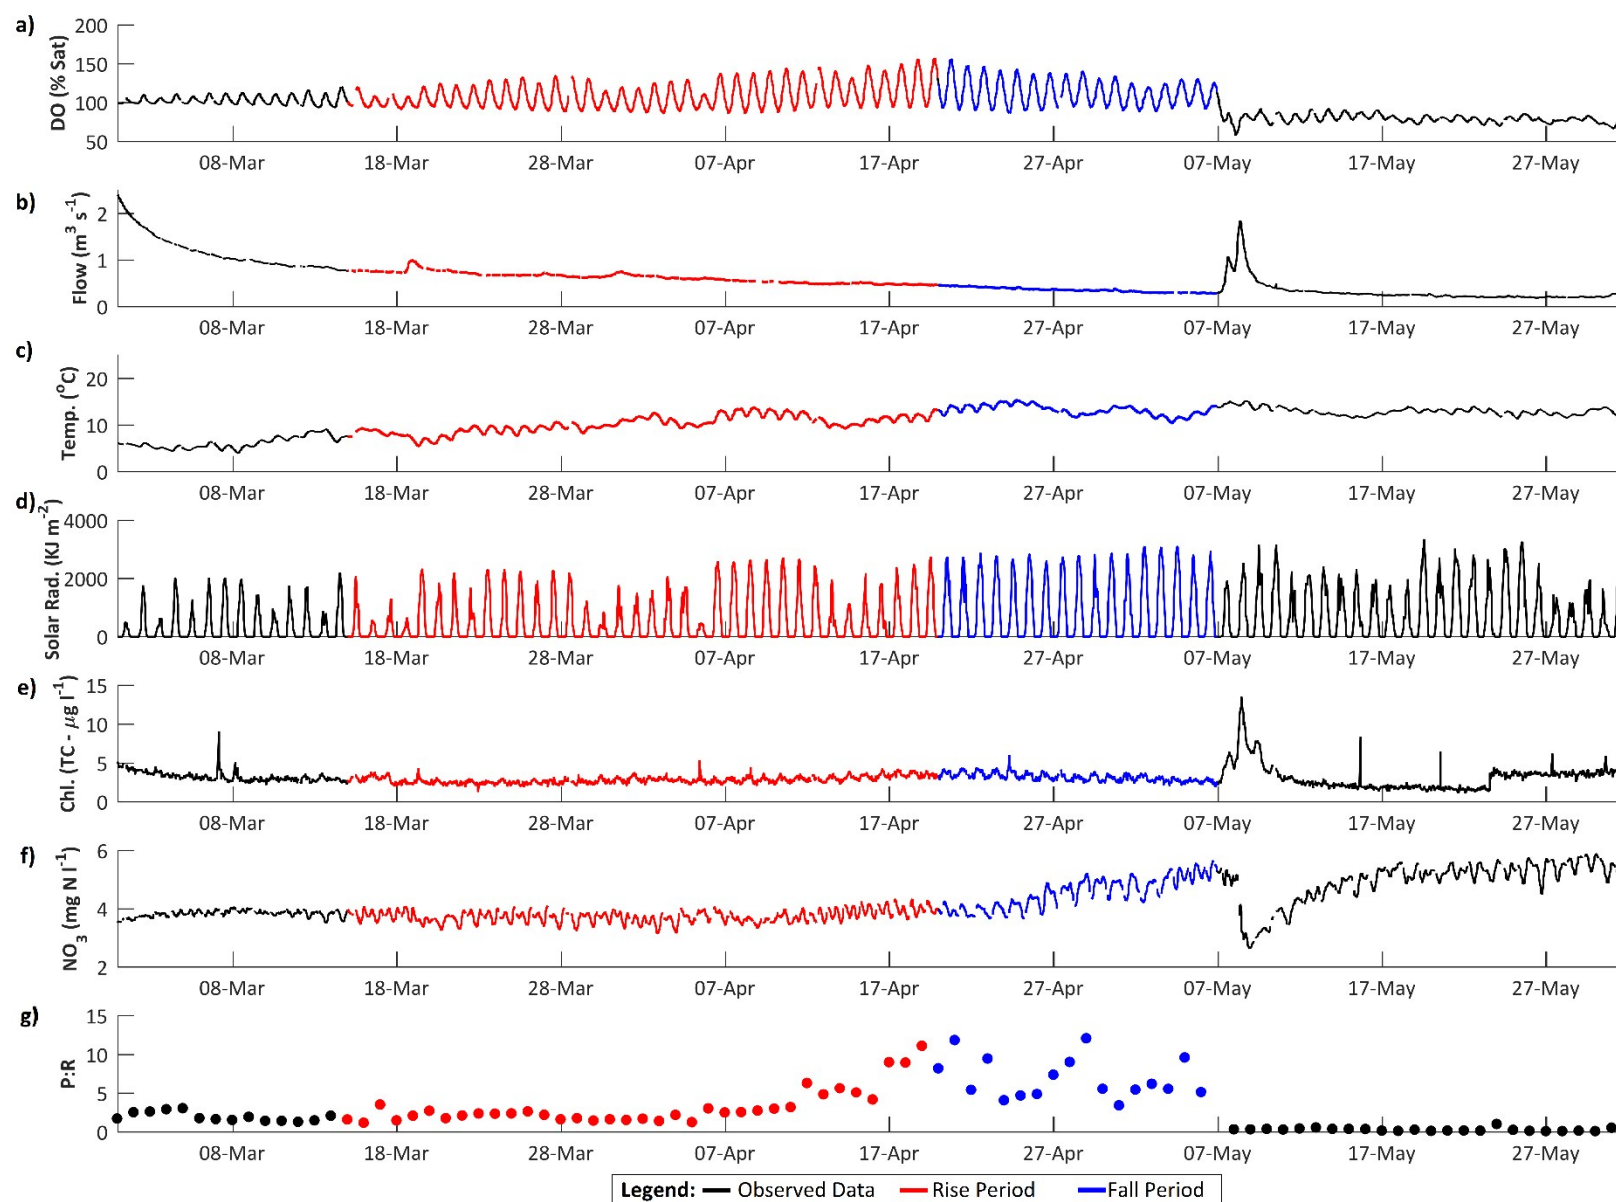 a)
DO (% Sat)
200
150
100
50
08-Mar 18-Mar 28-Mar 07-Apr 17-Apr 27-Apr 07-May 17-May 27-May
b)
Flow (m³ s⁻¹)
2
1
0
08-Mar 18-Mar 28-Mar 07-Apr 17-Apr 27-Apr 07-May 17-May 27-May
c)
Temp. (°C)
20
10
0
08-Mar 18-Mar 28-Mar 07-Apr 17-Apr 27-Apr 07-May 17-May 27-May
d)
Solar Rad. (KJ m⁻²)
4000
2000
0
08-Mar 18-Mar 28-Mar 07-Apr 17-Apr 27-Apr 07-May 17-May 27-May
e)
Chl. (TC - μg l⁻¹)
15
10
5
0
08-Mar 18-Mar 28-Mar 07-Apr 17-Apr 27-Apr 07-May 17-May 27-May
f)
NO₃ (mg N l⁻¹)
6
4
2
08-Mar 18-Mar 28-Mar 07-Apr 17-Apr 27-Apr 07-May 17-May 27-May
g)
P:R
15
10
5
0
08-Mar 18-Mar 28-Mar 07-Apr 17-Apr 27-Apr 07-May 17-May 27-May
Legend: Observed Data Rise Period Fall Period